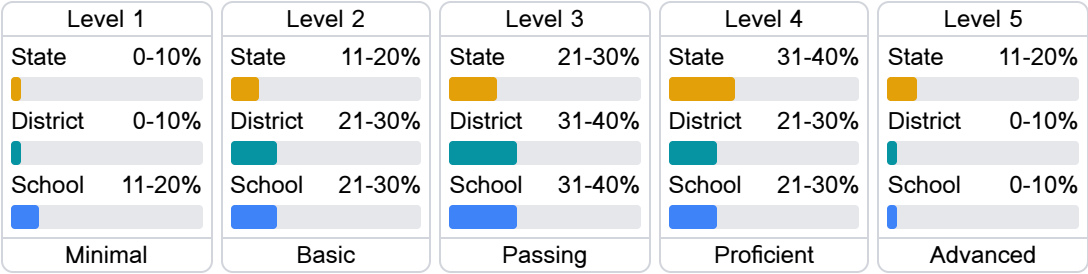 Level 1
State 0-10%
District 0-10%
School 11-20%
Minimal
Level 2
State 11-20%
District 21-30%
School 21-30%
Basic
Level 3
State 21-30%
District 31-40%
School 31-40%
Passing
Level 4
State 31-40%
District 21-30%
School 21-30%
Proficient
Level 5
State 11-20%
District 0-10%
School 0-10%
Advanced